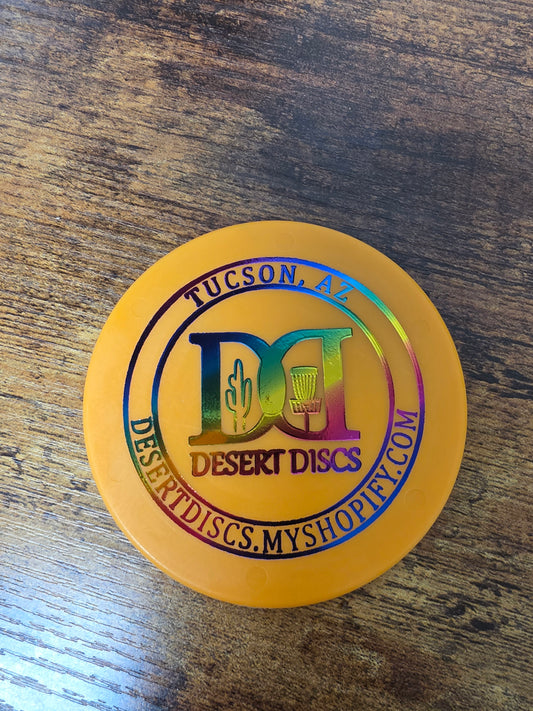 TUCSON, AZ
DD
DESERT DISCS
DESERTDISCS.MYSHOPIFY.COM